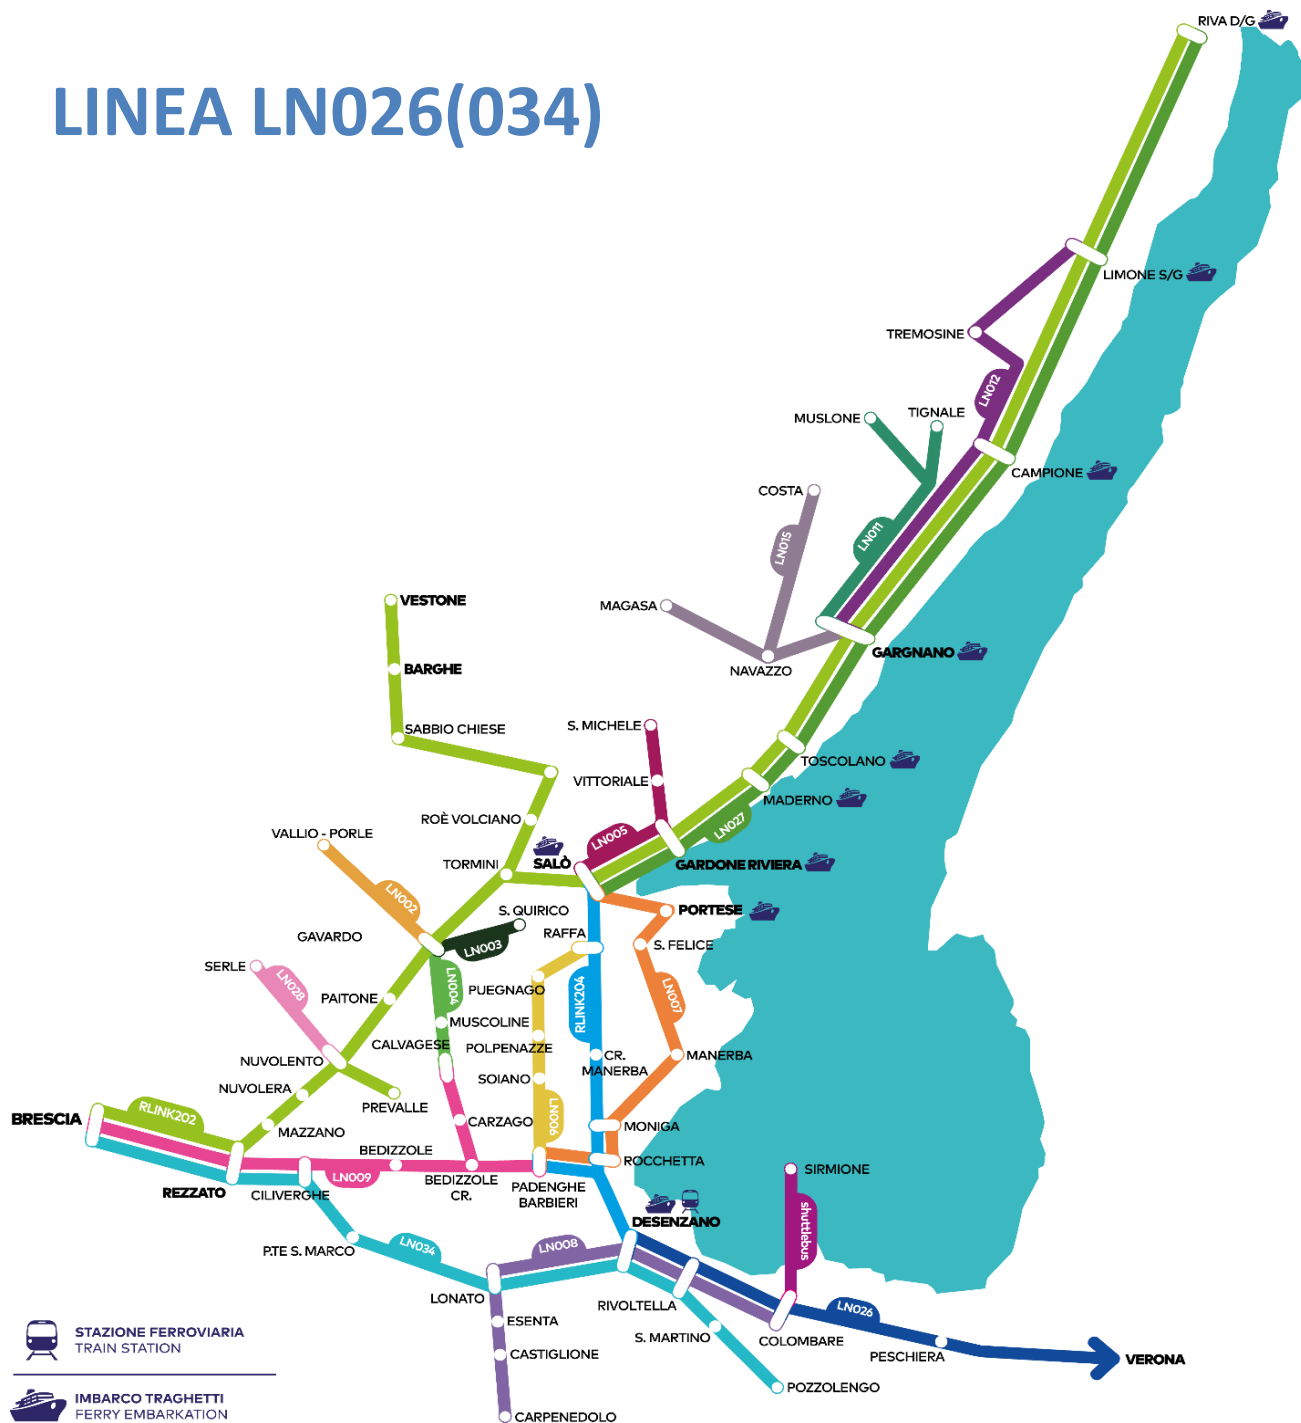 RIVA D/G
LINEA LN026(034)
LIMONE S/G
TREMOSINE
LN012
MUSLONE
TIGNALE
CAMPIONE
COSTA
LN011
LN015
MAGASA
VESTONE
GARGNANO
NAVAZZO
BARGHE
SABBIO CHIESE
S. MICHELE
TOSCOLANO
VITTORIALE
MADERNO
ROÈ VOLCIANO
LN027
VALLIO - PORLE
LN005
TORMINI
SALÒ
GARDONE RIVIERA
LN002
S. QUIRICO
PORTESE
GAVARDO
RAFFA
LN003
S. FELICE
SERLE
LN028
LN004
PUEGNAGO
PAITONE
RLINK204
LN007
MUSCOLINE
CALVAGESE
POLPENAZZE
CR.
MANERBA
MANERBA
NUVOLENTO
SOIANO
NUVOLERA
PREVALLE
RLINK202
BRESCIA
LN006
CARZAGO
MONIGA
MAZZANO
BEDIZZOLE
ROCCHETTA
SIRMIONE
REZZATO
CILIVERGHE
LN009
BEDIZZOLE
CR.
PADENGHE
BARBIERI
DESENZANO
shuttlebus
P.TE S. MARCO
LN034
LN008
LONATO
RIVOLTELLA
LN026
ESENTA
S. MARTINO
COLOMBARE
STAZIONE FERROVIARIA
TRAIN STATION
CASTIGLIONE
PESCHIERA
VERONA
POZZOLENGO
IMBARCO TRAGHETTI
FERRY EMBARKATION
CARPENEDOLO